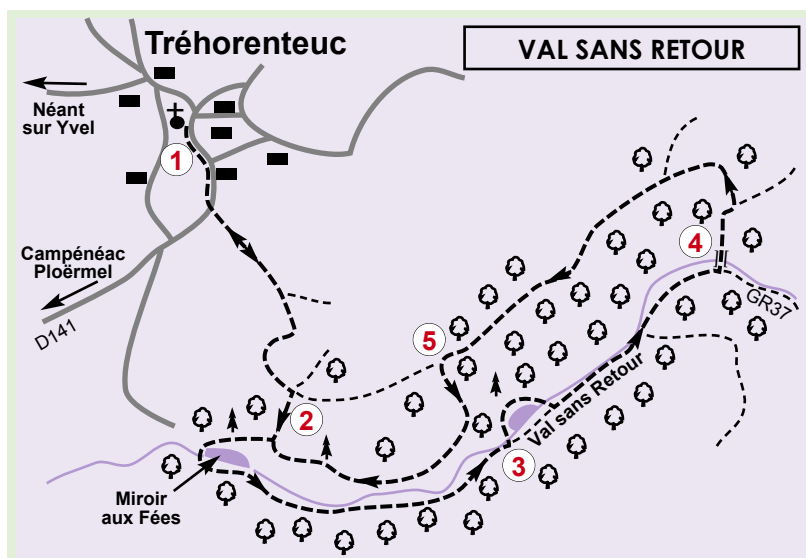 Tréhorenteuc
VAL SANS RETOUR
Néant
sur Yvel
1
Campénéac
Ploërmel
D141
4
GR37
5
2
Val sans Retour
3
Miroir
aux Fées